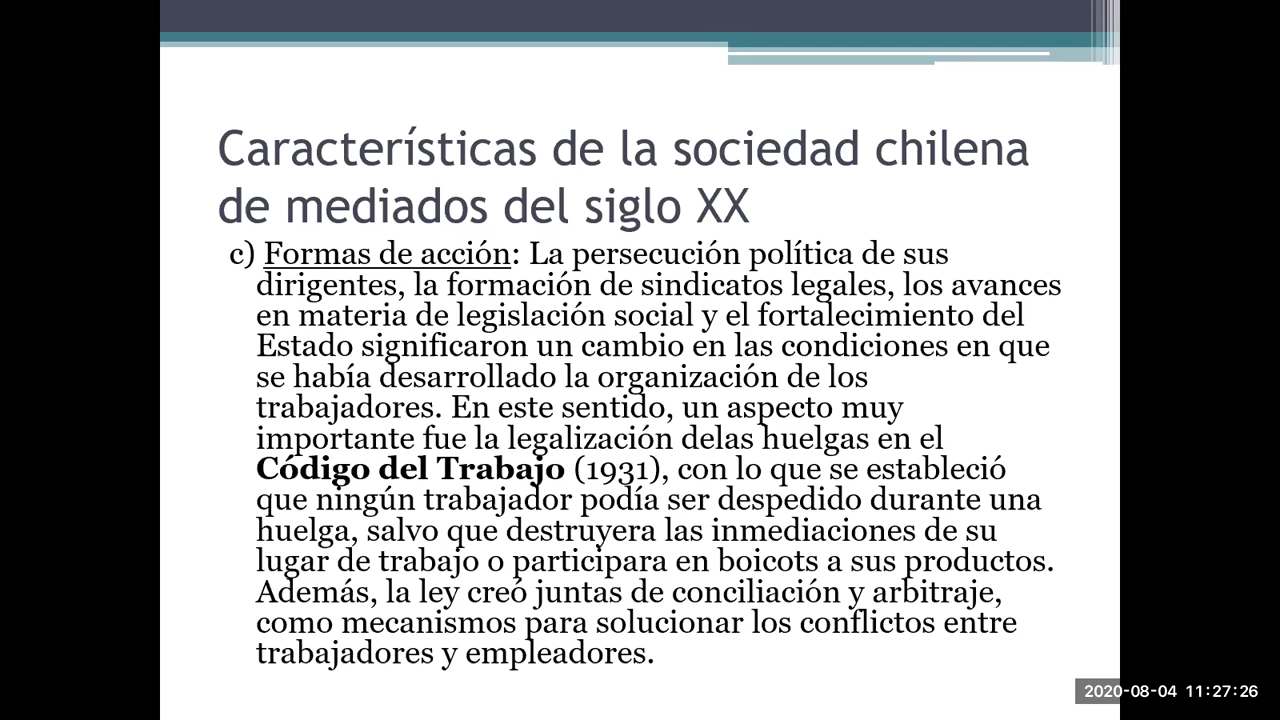 Características de la sociedad chilena
de mediados del siglo XX
c) Formas de acción: La persecución política de sus
dirigentes, la formación de sindicatos legales, los avances
en materia de legislación social y el fortalecimiento del
Estado significaron un cambio en las condiciones en que
se había desarrollado la organización de los
trabajadores. En este sentido, un aspecto muy
importante fue la legalización delas huelgas en el
Código del Trabajo (1931), con lo que se estableció
que ningún trabajador podía ser despedido durante una
huelga, salvo que destruyera las inmediaciones de su
lugar de trabajo o participara en boicots a sus productos.
Además, la ley creó juntas de conciliación y arbitraje,
como mecanismos para solucionar los conflictos entre
trabajadores y empleadores.
2020-08-04 11:27:26